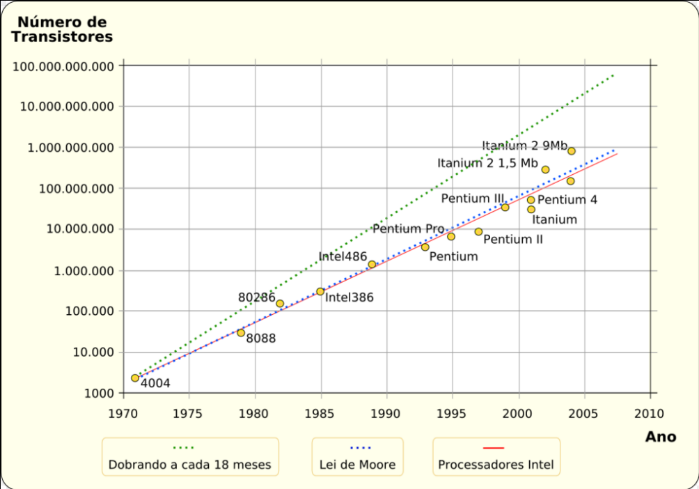 Número de
Transistores
100.000.000.000
10.000.000.000
1.000.000.000
100.000.000
10.000.000
1.000.000
100.000
10.000
1000
Itanium 2 9Mb
Itanium 2 1,5 Mb
Pentium III
Pentium 4
Itanium
Pentium Pro
Pentium II
Intel486
Pentium
80286
Intel386
8088
4004
1970 1975 1980 1985 1990 1995 2000 2005 2010
Ano
Dobrando a cada 18 meses
Lei de Moore
Processadores Intel